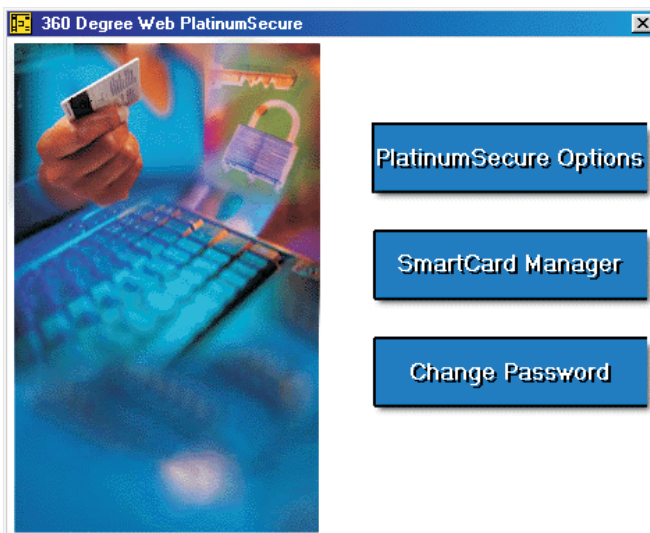 360 Degree Web PlatinumSecure
PlatinumSecure Options
SmartCard Manager
Change Password